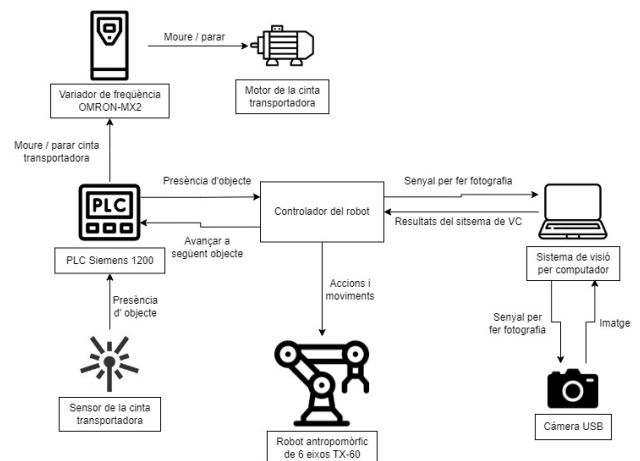 Moure / parar
Variador de freqüència
OMRON-MX2
Motor de la cinta
transportadora
Moure / parar cinta
transportadora
Presència d'objecte
Senyal per fer fotografia
PLC
Controlador del robot
Resultats del sitsema de VC
Avançar a
següent objecte
PLC Siemens 1200
Sistema de visió
per computador
Accions i
moviments
Presència
d' objecte
Senyal per
fer fotografia
Imatge
Sensor de la cinta
transportadora
Robot antropomòrfic
de 6 eixos TX-60
Càmera USB